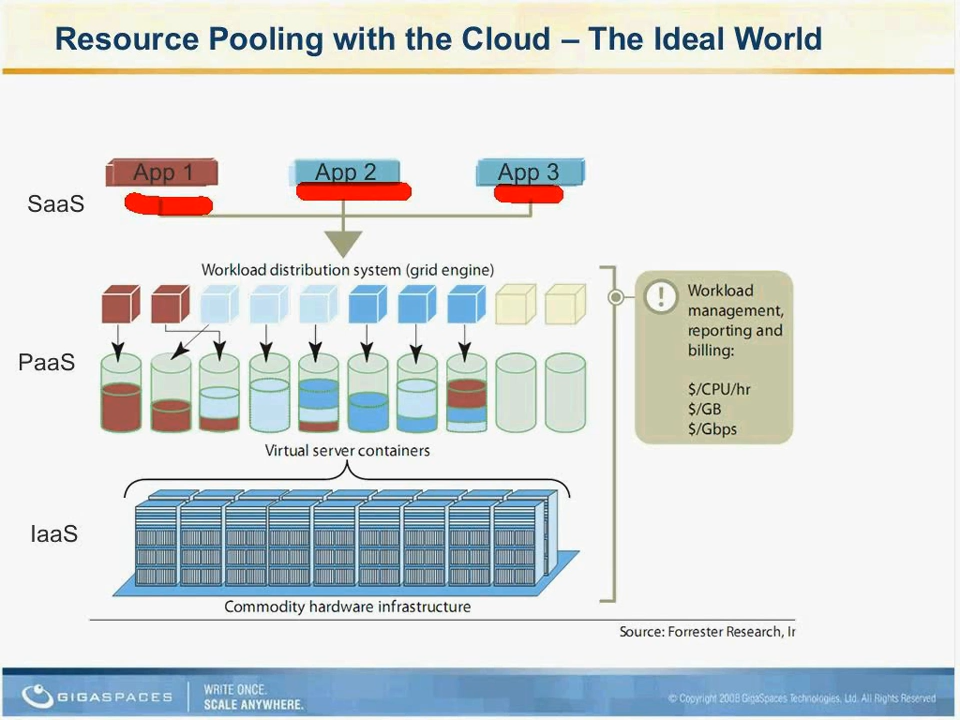 Resource Pooling with the Cloud – The Ideal World
App 1
App 2
App 3
SaaS
Workload distribution system (grid engine)
!
Workload
management,
reporting and
billing:
$/CPU/hr
$/GB
$/Gbps
PaaS
Virtual server containers
IaaS
Commodity hardware infrastructure
Source: Forrester Research, Ir
GIGASPACES
WRITE ONCE.
SCALE ANYWHERE.
© Copyright 2008 GigaSpaces Technologies, Ltd. All Rights Reserved